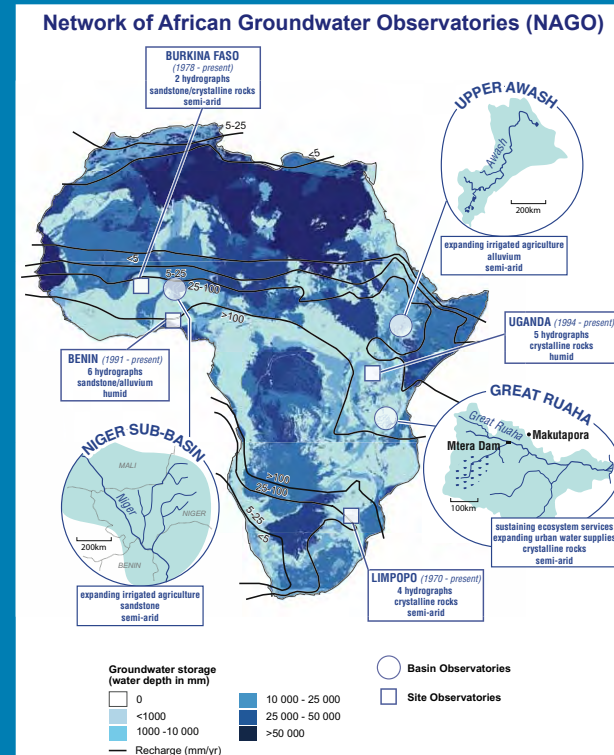 Network of African Groundwater Observatories (NAGO)
BURKINA FASO
(1978 - present)
2 hydrographs
sandstone/crystalline rocks
semi-arid
5-25
<5
UPPER AWASH
Awash
200km
expanding irrigated agriculture
alluvium
semi-arid
<5
5-25
25-100
>100
UGANDA (1994 - present)
5 hydrographs
crystalline rocks
humid
BENIN (1991 - present)
6 hydrographs
sandstone/alluvium
humid
GREAT RUAHA
Great Ruaha
Makutapora
Mtera Dam
100km
sustaining ecosystem services
expanding urban water supplies
crystalline rocks
semi-arid
NIGER SUB-BASIN
MALI
Niger
NIGER
200km
BENIN
expanding irrigated agriculture
sandstone
semi-arid
>100
25-100
5-25
<5
LIMPOPO (1970 - present)
4 hydrographs
crystalline rocks
semi-arid
Groundwater storage
(water depth in mm)
0
<1000
1000 -10 000
10 000 - 25 000
25 000 - 50 000
>50 000
Recharge (mm/yr)
Basin Observatories
Site Observatories